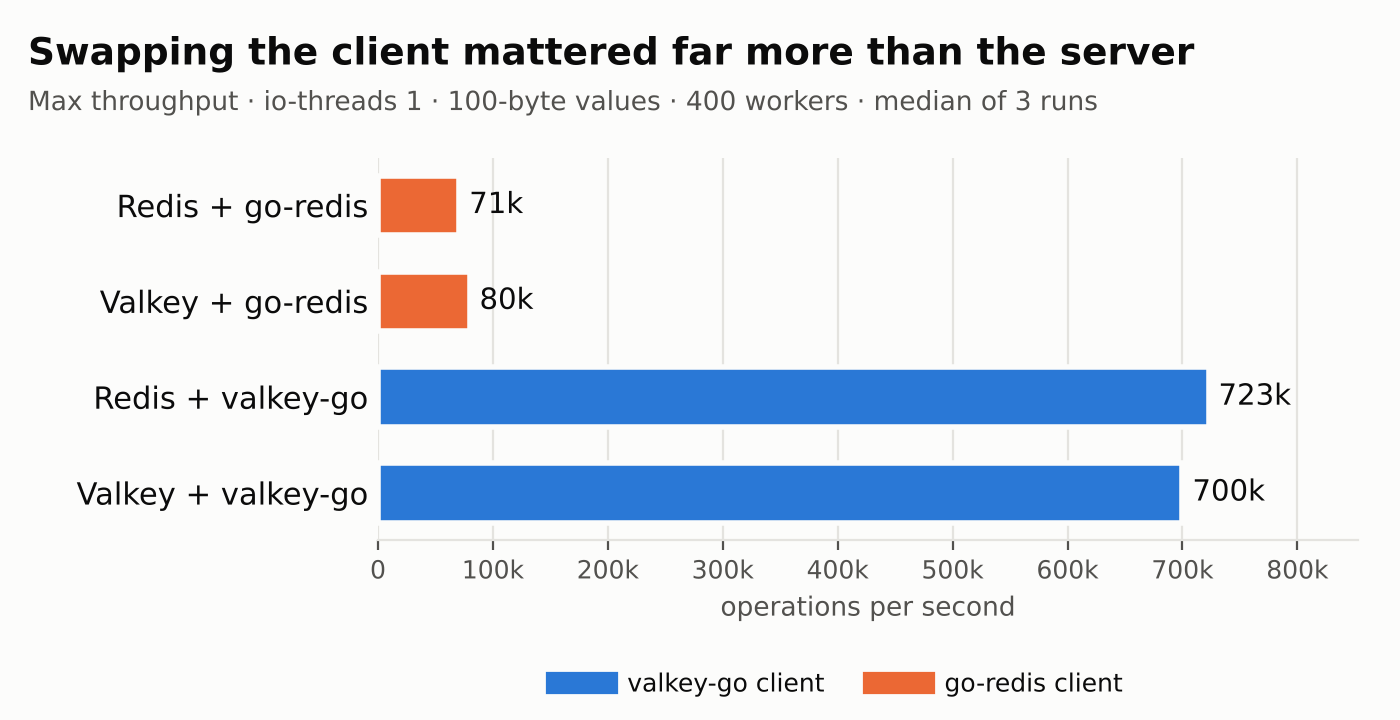 Swapping the client mattered far more than the server
Max throughput · io-threads 1 · 100-byte values · 400 workers · median of 3 runs
Redis + go-redis 71k
Valkey + go-redis 80k
Redis + valkey-go 723k
Valkey + valkey-go 700k
0 100k 200k 300k 400k 500k 600k 700k 800k
operations per second
valkey-go client go-redis client